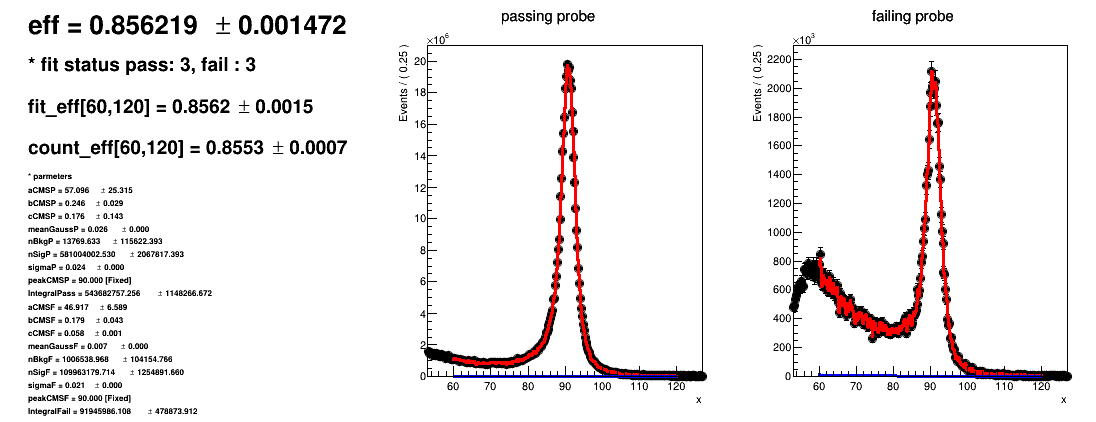 eff = 0.856219 ± 0.001472
* fit status pass: 3, fail : 3
fit_eff[60,120] = 0.8562 ± 0.0015
count_eff[60,120] = 0.8553 ± 0.0007
* parmeters
aCMSP = 57.096 ± 25.315
bCMSP = 0.246 ± 0.029
cCMSP = 0.176 ± 0.143
meanGaussP = 0.026 ± 0.000
nBkgP = 13769.633 ± 115622.393
nSigP = 581004002.530 ± 2067817.393
sigmaP = 0.024 ± 0.000
peakCMSP = 90.000 [Fixed]
IntegralPass = 543682757.256 ± 1148266.672
aCMSF = 46.917 ± 6.589
bCMSF = 0.179 ± 0.043
cCMSF = 0.058 ± 0.001
meanGaussF = 0.007 ± 0.000
nBkgF = 1006538.968 ± 104154.766
nSigF = 109963179.714 ± 1254891.660
sigmaF = 0.021 ± 0.000
peakCMSF = 90.000 [Fixed]
IntegralFail = 91945986.108 ± 478873.912
passing probe
×10⁶
Events / ( 0.25 )
20
18
16
14
12
10
8
6
4
2
0
60 70 80 90 100 110 120
x
failing probe
×10³
Events / ( 0.25 )
2200
2000
1800
1600
1400
1200
1000
800
600
400
200
0
60 70 80 90 100 110 120
x